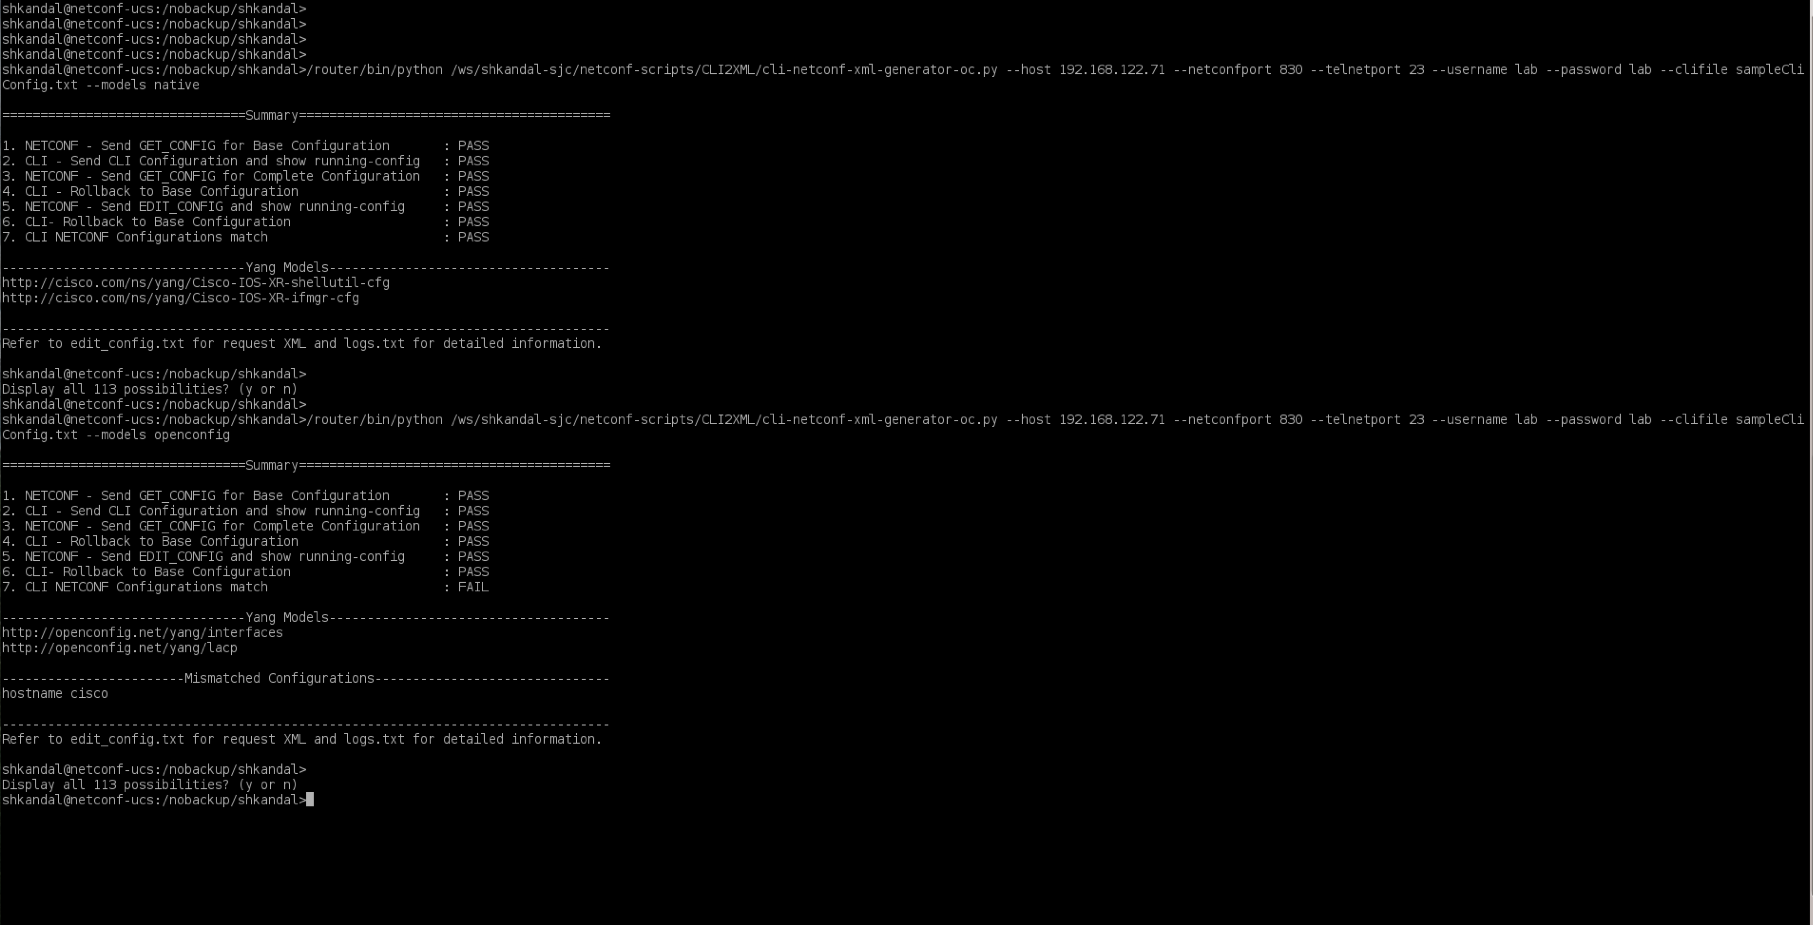 shkandal@netconf-ucs:/nobackup/shkandal>
shkandal@netconf-ucs:/nobackup/shkandal>
shkandal@netconf-ucs:/nobackup/shkandal>
shkandal@netconf-ucs:/nobackup/shkandal>
shkandal@netconf-ucs:/nobackup/shkandal>/router/bin/python /ws/shkandal-sjc/netconf-scripts/CLI2XML/cli-netconf-xml-generator-oc.py --host 192.168.122.71 --netconfport 830 --telnetport 23 --username lab --password lab --clifile sampleCli
Config.txt --models native
================================Summary=========================================
1. NETCONF - Send GET_CONFIG for Base Configuration       : PASS
2. CLI - Send CLI Configuration and show running-config   : PASS
3. NETCONF - Send GET_CONFIG for Complete Configuration   : PASS
4. CLI - Rollback to Base Configuration                   : PASS
5. NETCONF - Send EDIT_CONFIG and show running-config     : PASS
6. CLI- Rollback to Base Configuration                    : PASS
7. CLI NETCONF Configurations match                       : PASS
--------------------------------Yang Models-------------------------------------
http://cisco.com/ns/yang/Cisco-IOS-XR-shellutil-cfg
http://cisco.com/ns/yang/Cisco-IOS-XR-ifmgr-cfg
--------------------------------------------------------------------------------
Refer to edit_config.txt for request XML and logs.txt for detailed information.
shkandal@netconf-ucs:/nobackup/shkandal>
Display all 113 possibilities? (y or n)
shkandal@netconf-ucs:/nobackup/shkandal>
shkandal@netconf-ucs:/nobackup/shkandal>/router/bin/python /ws/shkandal-sjc/netconf-scripts/CLI2XML/cli-netconf-xml-generator-oc.py --host 192.168.122.71 --netconfport 830 --telnetport 23 --username lab --password lab --clifile sampleCli
Config.txt --models openconfig
================================Summary=========================================
1. NETCONF - Send GET_CONFIG for Base Configuration       : PASS
2. CLI - Send CLI Configuration and show running-config   : PASS
3. NETCONF - Send GET_CONFIG for Complete Configuration   : PASS
4. CLI - Rollback to Base Configuration                   : PASS
5. NETCONF - Send EDIT_CONFIG and show running-config     : PASS
6. CLI- Rollback to Base Configuration                    : PASS
7. CLI NETCONF Configurations match                       : FAIL
--------------------------------Yang Models-------------------------------------
http://openconfig.net/yang/interfaces
http://openconfig.net/yang/lacp
------------------------Mismatched Configurations-------------------------------
hostname cisco
--------------------------------------------------------------------------------
Refer to edit_config.txt for request XML and logs.txt for detailed information.
shkandal@netconf-ucs:/nobackup/shkandal>
Display all 113 possibilities? (y or n)
shkandal@netconf-ucs:/nobackup/shkandal>